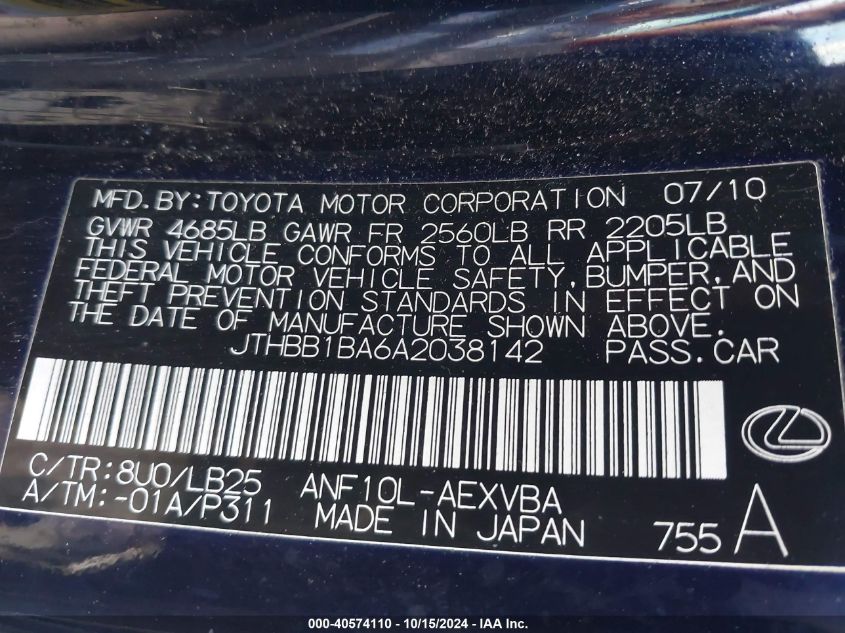 MFD.BY:TOYOTA MOTOR CORPORATION 07/10
GVWR 4685LB GAWR FR 2560LB RR 2205LB
THIS VEHICLE CONFORMS TO ALL APPLICABLE
FEDERAL MOTOR VEHICLE SAFETY,BUMPER,AND
THEFT PREVENTION STANDARDS IN EFFECT ON
THE DATE OF MANUFACTURE SHOWN ABOVE.
JTHBB1BA6A2038142 PASS.CAR
C/TR:8U0/LB25 ANF10L-AEXVBA
A/TM:-01A/P311 MADE IN JAPAN 755 A
000-40574110 - 10/15/2024 - IAA Inc.